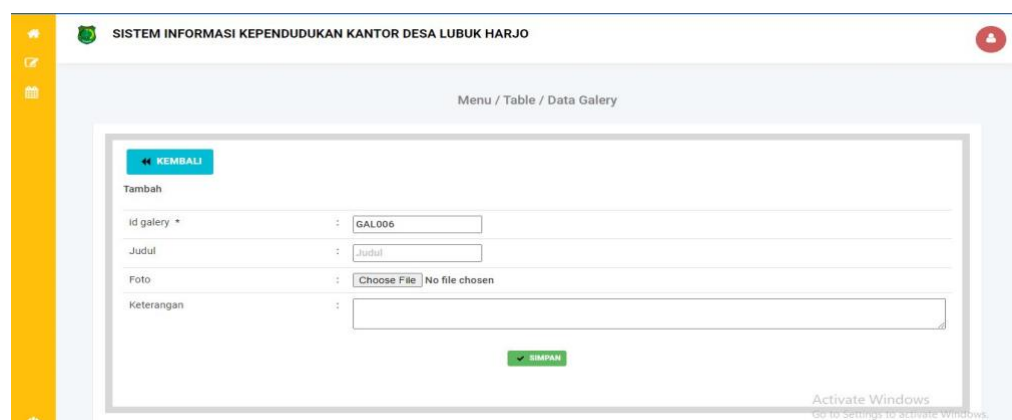 SISTEM INFORMASI KEPENDUDUKAN KANTOR DESA LUBUK HARJO
Menu / Table / Data Galery
KEMBALI
Tambah
id galery * : GAL006
Judul : Judul
Foto : Choose File No file chosen
Keterangan :
SIMPAN
Activate Windows
Go to Settings to activate Windows.